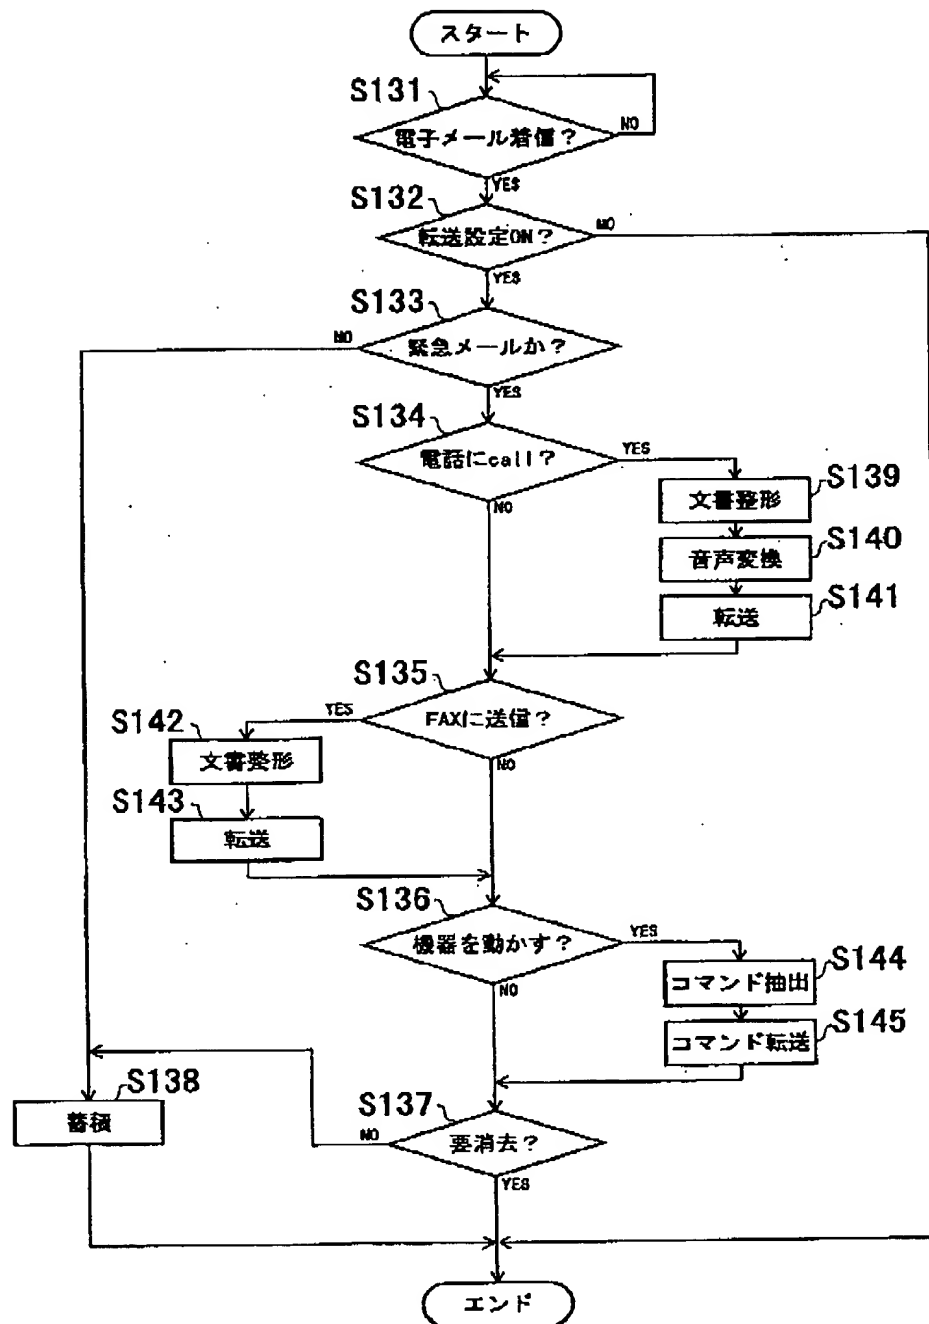 スタート
S131
電子メール着信?
NO
YES
S132
転送設定ON?
NO
YES
S133
緊急メールか?
NO
YES
S134
電話にcall?
YES
NO
文書整形
S139
音声変換
S140
転送
S141
S135
FAXに送信?
YES
NO
S142
文書整形
S143
転送
S136
機器を動かす?
YES
NO
コマンド抽出
S144
コマンド転送
S145
S138
蓄積
S137
要消去?
NO
YES
エンド